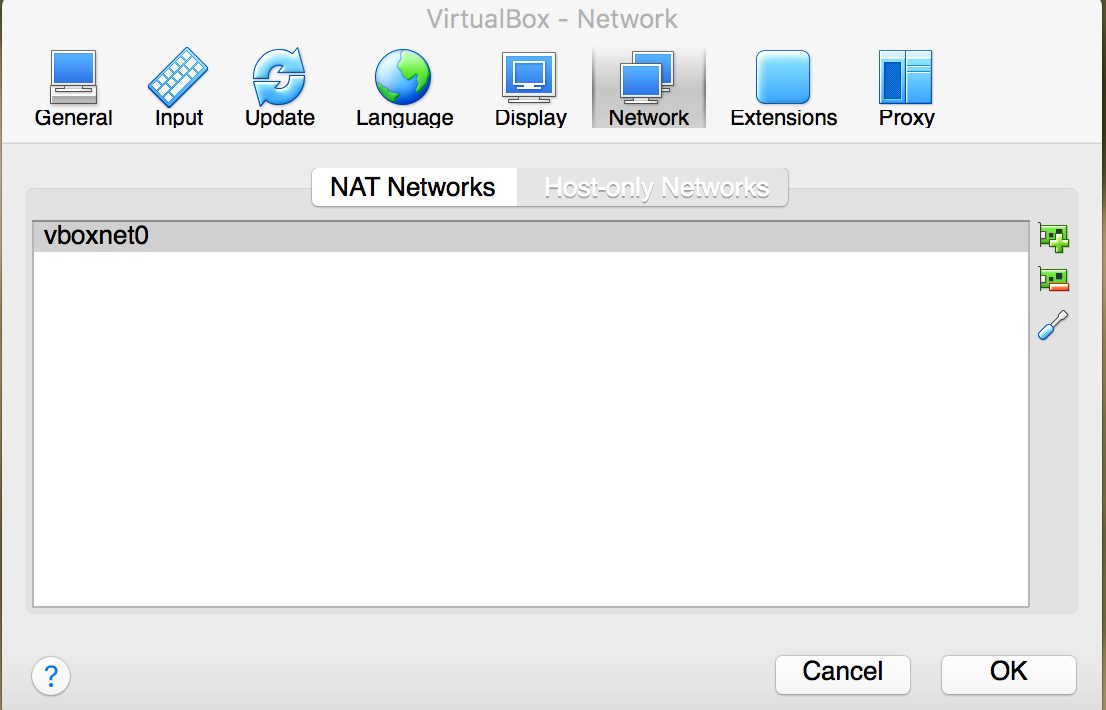 VirtualBox - Network
General Input Update Language Display Network Extensions Proxy
NAT Networks Host-only Networks
vboxnet0
? Cancel OK